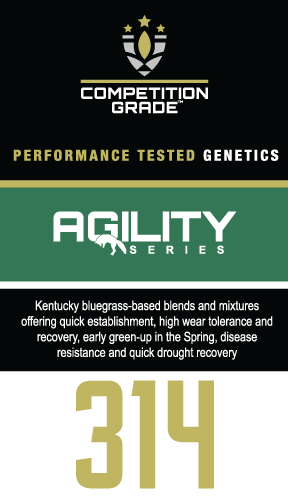 COMPETITION
GRADE™
PERFORMANCE TESTED GENETICS
AGILITY
SERIES
Kentucky bluegrass-based blends and mixtures
offering quick establishment, high wear tolerance and
recovery, early green-up in the Spring, disease
resistance and quick drought recovery
314